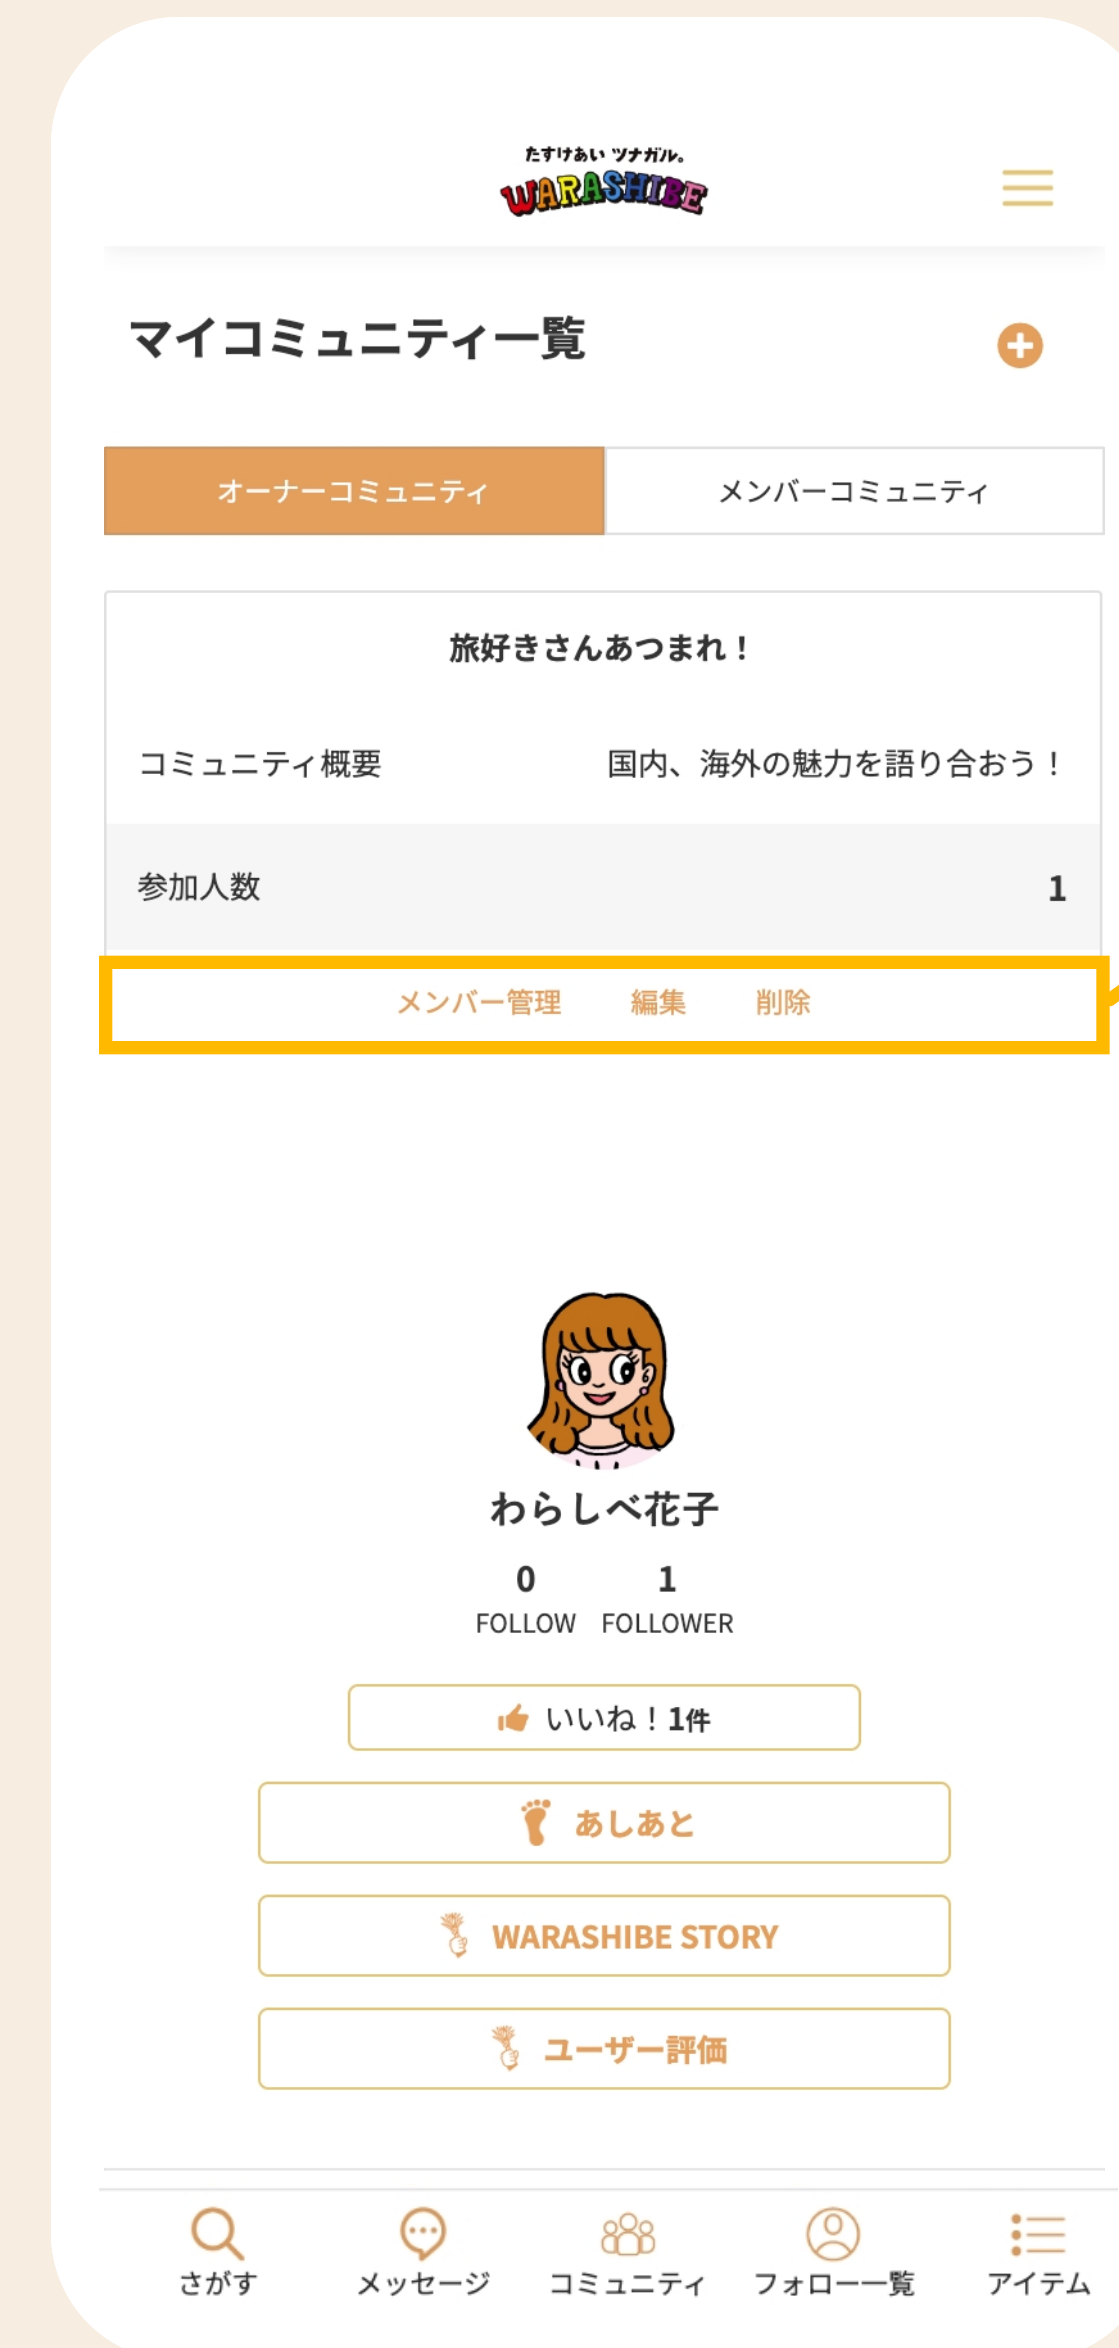 たすけあい ツナガル。
WARASHIBE
マイコミュニティ一覧
オーナーコミュニティ メンバーコミュニティ
旅好きさんあつまれ！
コミュニティ概要 国内、海外の魅力を語り合おう！
参加人数 1
メンバー管理 編集 削除
わらしべ花子
0 1
FOLLOW FOLLOWER
いいね！1件
あしあと
WARASHIBE STORY
ユーザー評価
さがす メッセージ コミュニティ フォロー一覧 アイテム